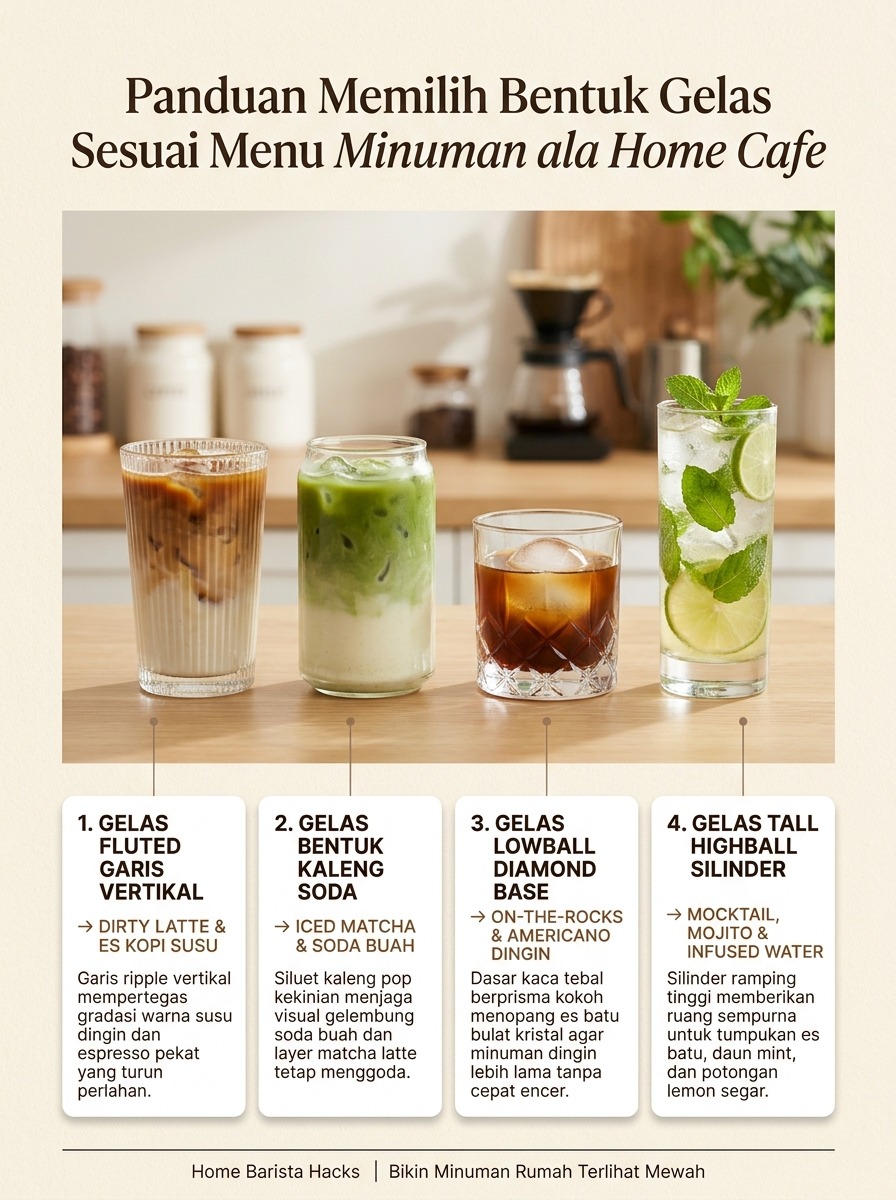 Panduan Memilih Bentuk Gelas
Sesuai Menu Minuman ala Home Cafe
1. GELAS
FLUTED
GARIS
VERTIKAL
→ DIRTY LATTE &
ES KOPI SUSU
Garis ripple vertikal
mempertegas
gradasi warna susu
dingin dan
espresso pekat
yang turun
perlahan.
2. GELAS
BENTUK
KALENG
SODA
→ ICED MATCHA
& SODA BUAH
Siluet kaleng pop
kekinian menjaga
visual gelembung
soda buah dan
layer matcha latte
tetap menggoda.
3. GELAS
LOWBALL
DIAMOND
BASE
→ ON-THE-ROCKS
& AMERICANO
DINGIN
Dasar kaca tebal
berprisma kokoh
menopang es batu
bulat kristal agar
minuman dingin
lebih lama tanpa
cepat encer.
4. GELAS TALL
HIGHBALL
SILINDER
→ MOCKTAIL,
MOJITO &
INFUSED WATER
Silinder ramping
tinggi memberikan
ruang sempurna
untuk tumpukan es
batu, daun mint,
dan potongan
lemon segar.
Home Barista Hacks | Bikin Minuman Rumah Terlihat Mewah